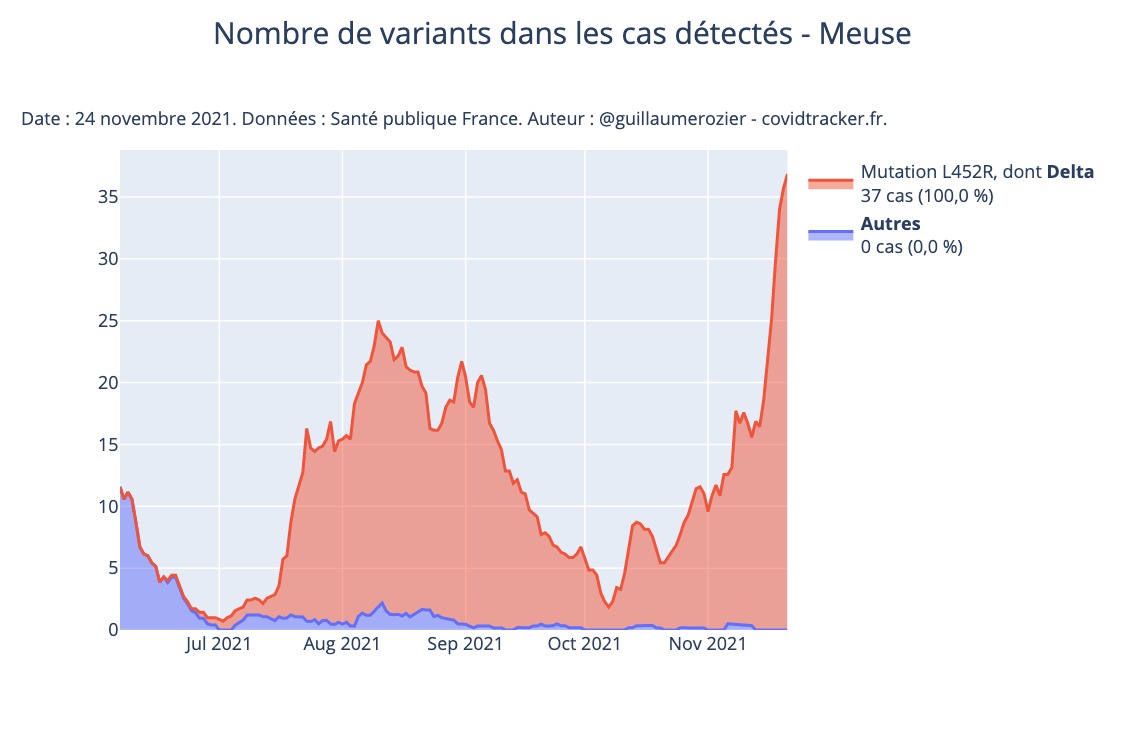 Nombre de variants dans les cas détectés - Meuse
Date : 24 novembre 2021. Données : Santé publique France. Auteur : @guillaumerozier - covidtracker.fr.
Mutation L452R, dont Delta
37 cas (100,0 %)
Autres
0 cas (0,0 %)
35
30
25
20
15
10
5
0
Jul 2021 Aug 2021 Sep 2021 Oct 2021 Nov 2021